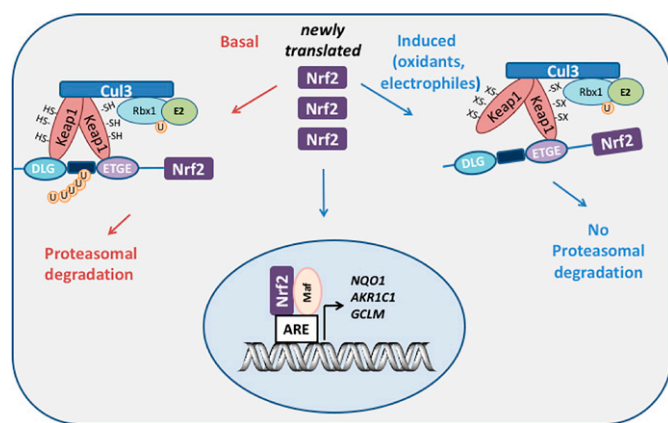 Basal
newly
translated
Nrf2
Nrf2
Nrf2
Induced
(oxidants,
electrophiles)
Cul3
HS-
HS-
HS-
Keap1
Keap1
-SH
-SH
-SH
Rbx1
E2
U
DLG
ETGE
Nrf2
U
U
U
U
U
Proteasomal
degradation
Cul3
XS-
XS-
XS-
Keap1
Keap1
-SX
-SX
-SX
Rbx1
E2
U
DLG
ETGE
Nrf2
No
Proteasomal
degradation
Nrf2
Maf
ARE
NQO1
AKR1C1
GCLM